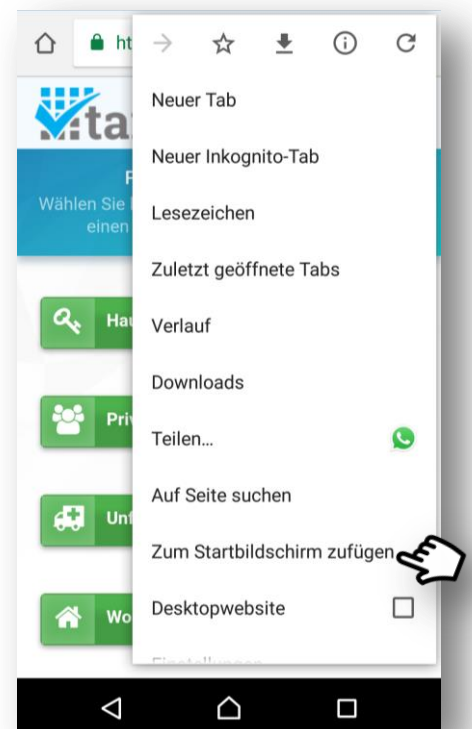 ht
Neuer Tab
Neuer Inkognito-Tab
Wählen Sie
einen
Lesezeichen
Zuletzt geöffnete Tabs
Verlauf
Downloads
Teilen...
Auf Seite suchen
Zum Startbildschirm zufügen
Desktopwebsite
Einstellungen